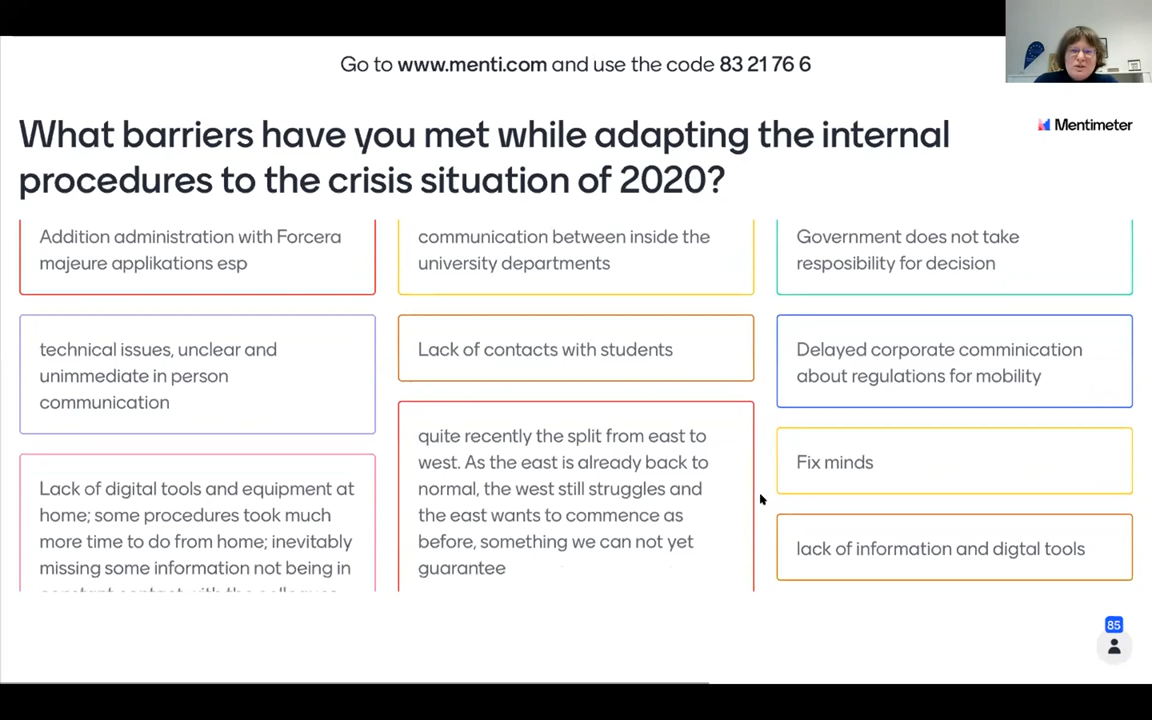 Go to www.menti.com and use the code 83 21 76 6
Mentimeter
What barriers have you met while adapting the internal
procedures to the crisis situation of 2020?
Addition administration with Forcera
majeure applikations esp
technical issues, unclear and
unimmediate in person
communication
Lack of digital tools and equipment at
home; some procedures took much
more time to do from home; inevitably
missing some information not being in
constant contact with the colleagues
communication between inside the
university departments
Lack of contacts with students
quite recently the split from east to
west. As the east is already back to
normal, the west still struggles and
the east wants to commence as
before, something we can not yet
guarantee
Government does not take
resposibility for decision
Delayed corporate comminication
about regulations for mobility
Fix minds
lack of information and digtal tools
85